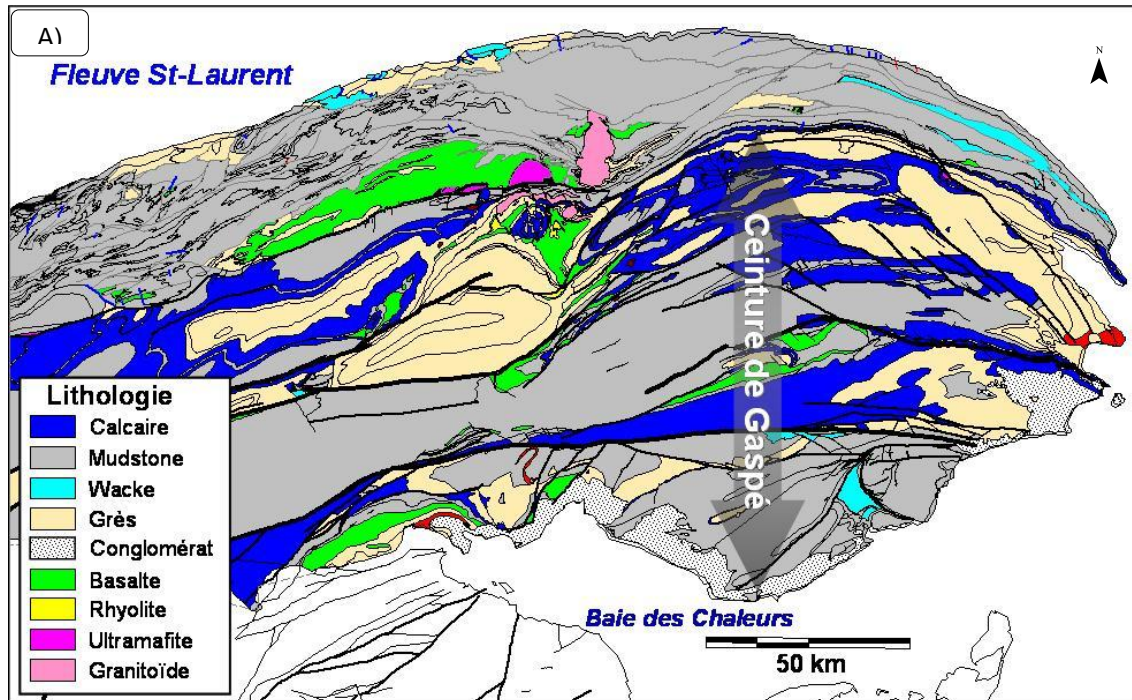 A)
Fleuve St-Laurent
N
Ceinture de Gaspé
Lithologie
Calcaire
Mudstone
Wacke
Grès
Conglomérat
Basalte
Rhyolite
Ultramafite
Granitoïde
Baie des Chaleurs
50 km